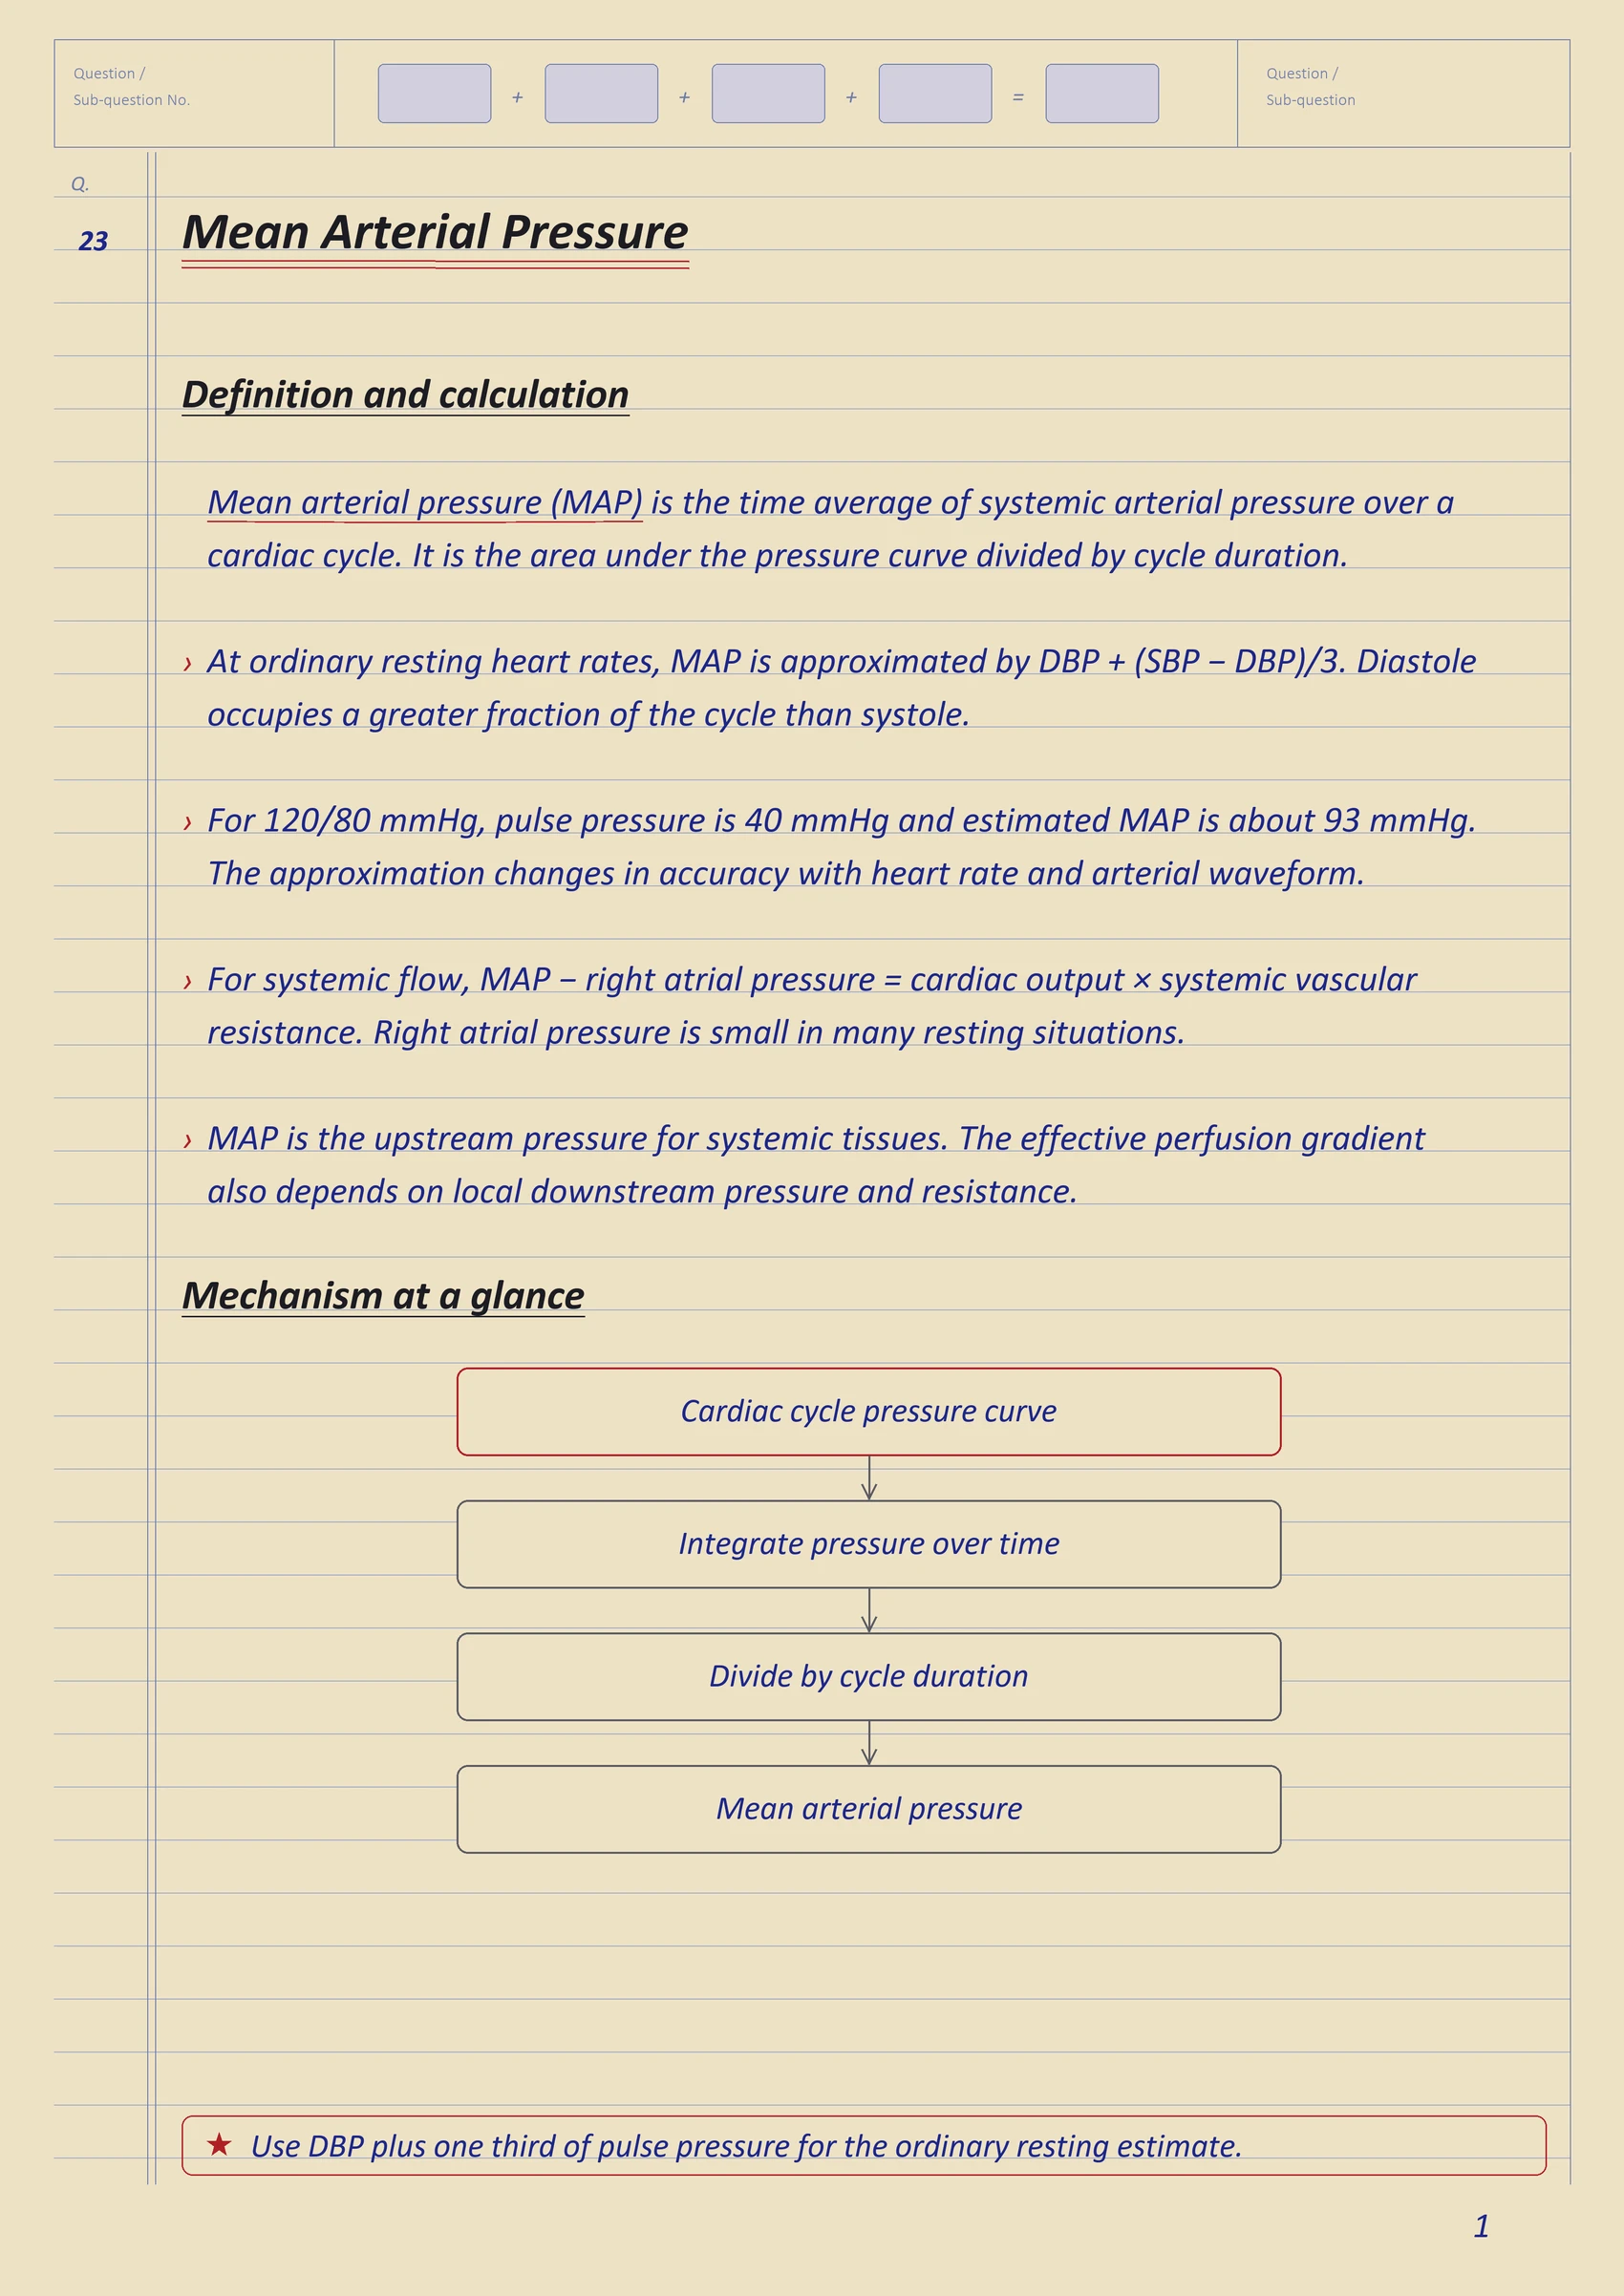 Question /
Sub-question No.
+ + + =
Question /
Sub-question
Q.
23
Mean Arterial Pressure
Definition and calculation
Mean arterial pressure (MAP) is the time average of systemic arterial pressure over a
cardiac cycle. It is the area under the pressure curve divided by cycle duration.
› At ordinary resting heart rates, MAP is approximated by DBP + (SBP − DBP)/3. Diastole
occupies a greater fraction of the cycle than systole.
› For 120/80 mmHg, pulse pressure is 40 mmHg and estimated MAP is about 93 mmHg.
The approximation changes in accuracy with heart rate and arterial waveform.
› For systemic flow, MAP − right atrial pressure = cardiac output × systemic vascular
resistance. Right atrial pressure is small in many resting situations.
› MAP is the upstream pressure for systemic tissues. The effective perfusion gradient
also depends on local downstream pressure and resistance.
Mechanism at a glance
Cardiac cycle pressure curve
Integrate pressure over time
Divide by cycle duration
Mean arterial pressure
★ Use DBP plus one third of pulse pressure for the ordinary resting estimate.
1